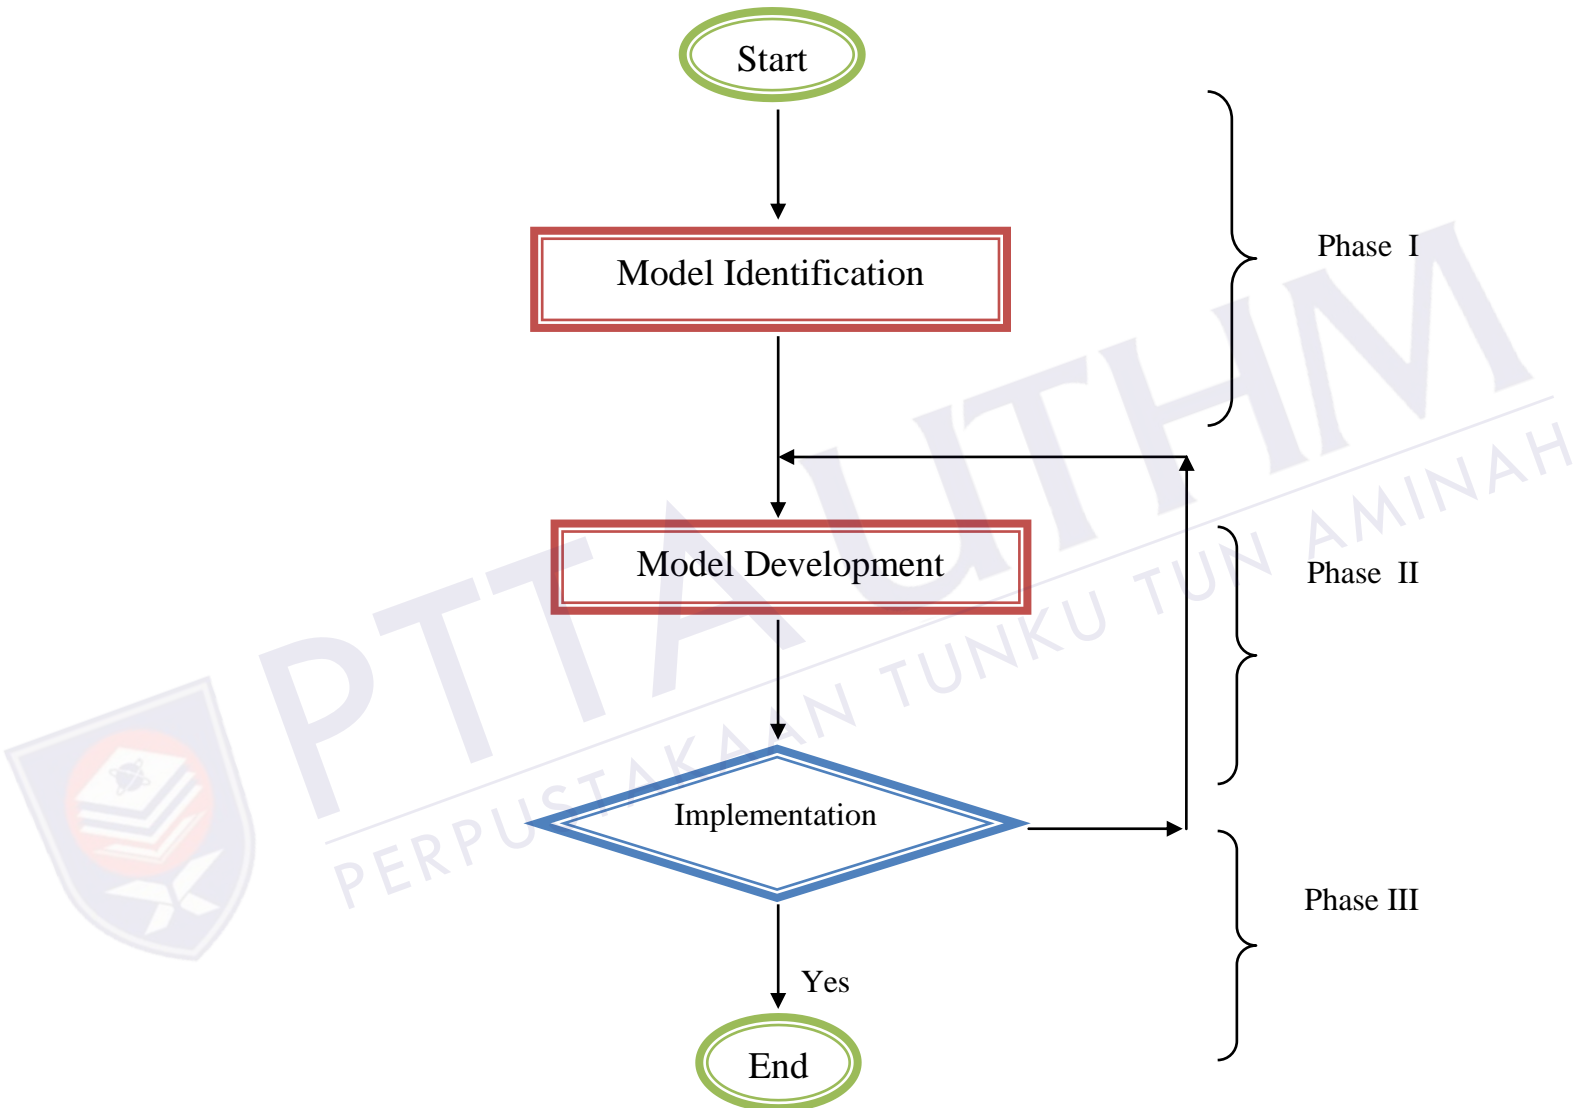 Start
Phase I
Model Identification
Model Development
Phase II
Implementation
Phase III
Yes
End
PTTA UTHM
PERPUSTAKAAN TUNKU TUN AMINAH